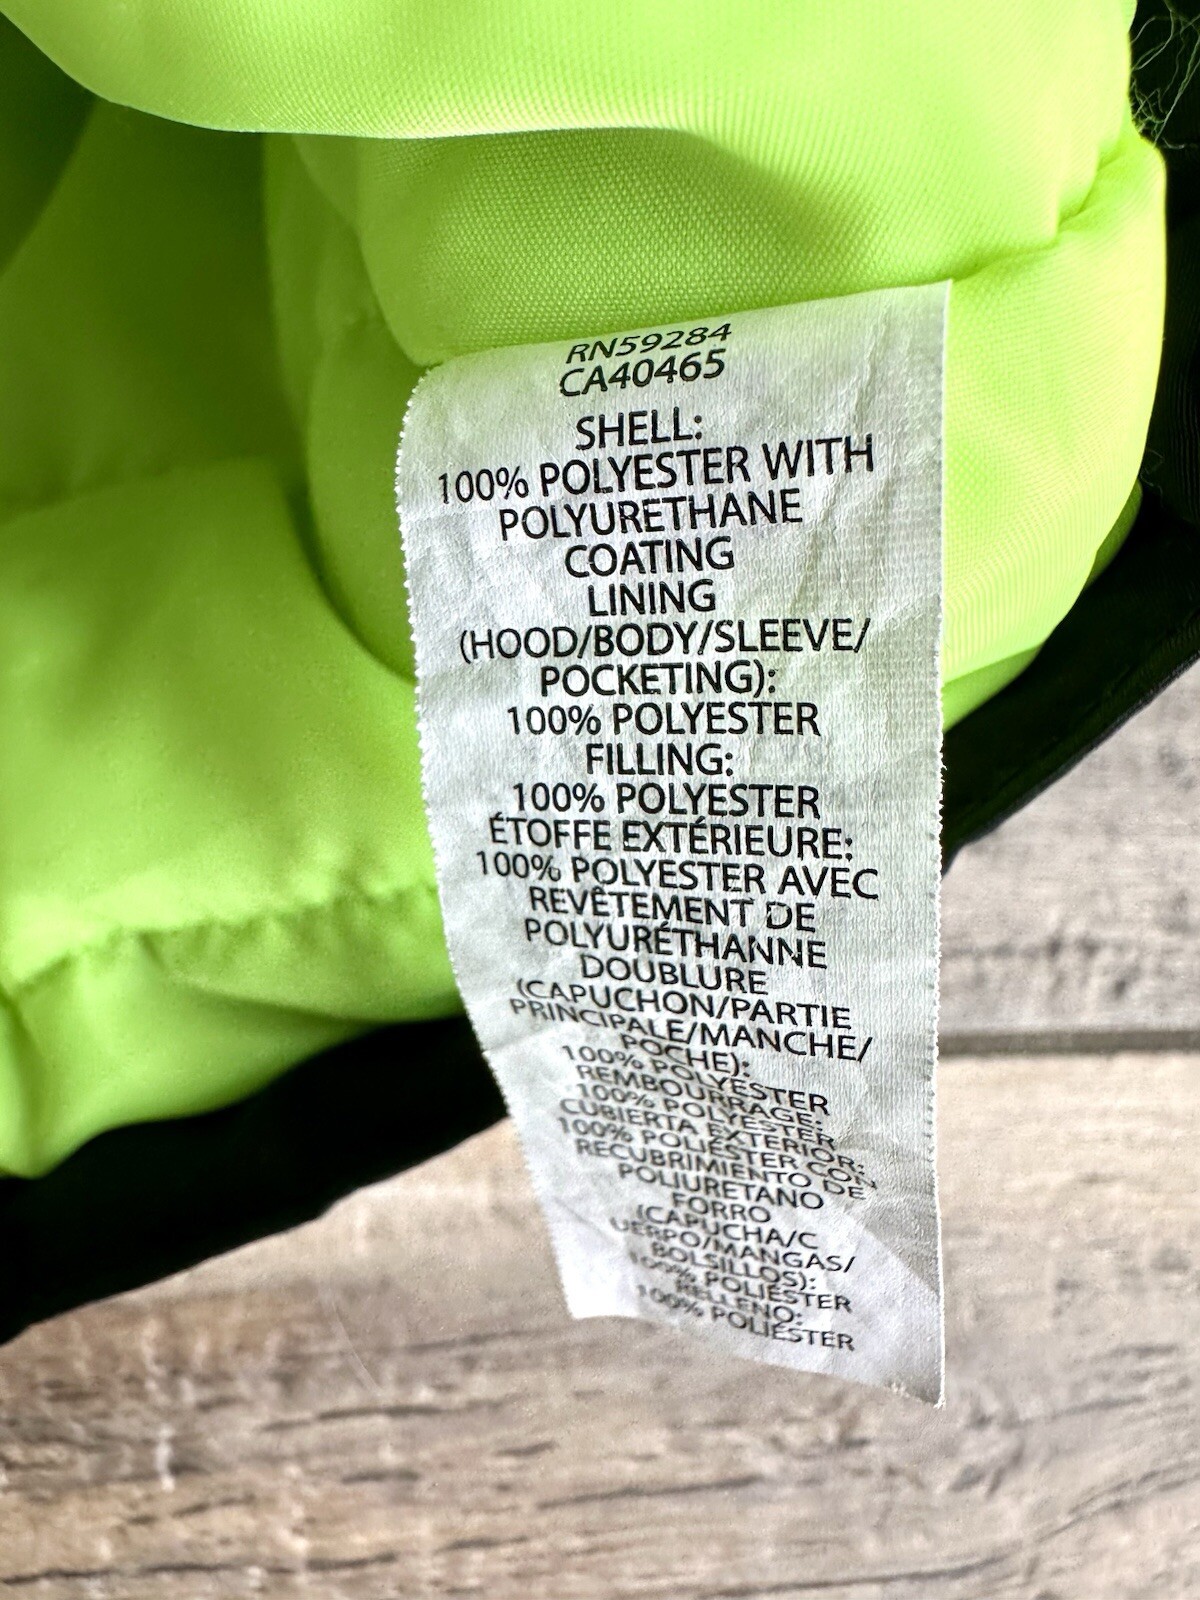 RN59284
CA40465
SHELL:
100% POLYESTER WITH
POLYURETHANE
COATING
LINING
(HOOD/BODY/SLEEVE/
POCKETING):
100% POLYESTER
FILLING:
100% POLYESTER
ÉTOFFE EXTÉRIEURE:
100% POLYESTER AVEC
REVÊTEMENT DE
POLYURÉTHANNE
DOUBLURE
(CAPUCHON/PARTIE
PRINCIPALE/MANCHE/
POCHE):
100% POLYESTER
REMBOURRAGE:
100% POLYESTER
CUBIERTA EXTERIOR:
100% POLIÉSTER CON
RECUBRIMIENTO DE
POLIURETANO
FORRO
(CAPUCHA/C
UERPO/MANGAS/
BOLSILLOS):
100% POLIÉSTER
RELLENO:
100% POLIÉSTER